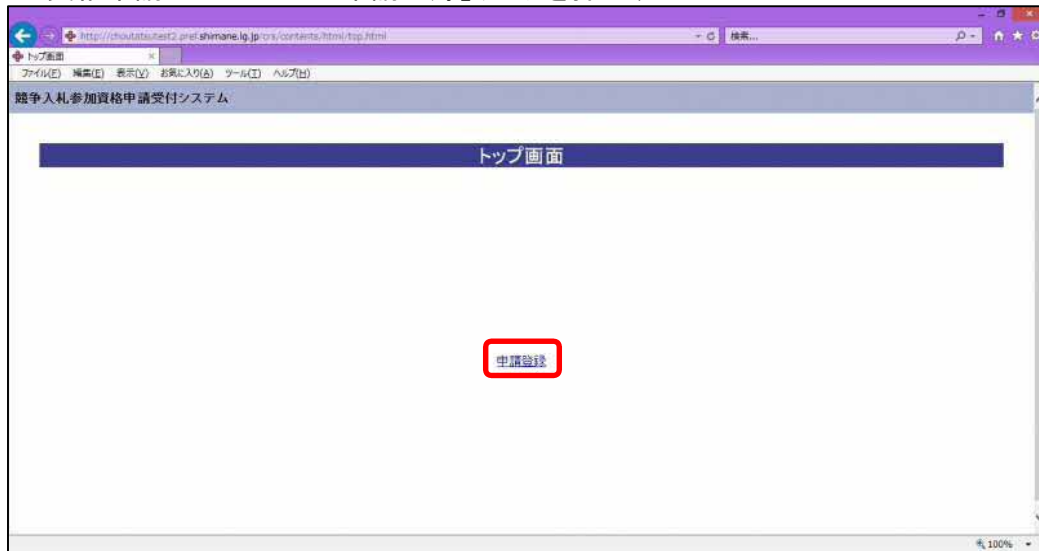 http://choutatsutest2.pref.shimane.lg.jp/crs/contents/html/top.html
検索...
トップ画面
ファイル(F) 編集(E) 表示(V) お気に入り(A) ツール(T) ヘルプ(H)
競争入札参加資格申請受付システム
トップ画面
申請登録
100%